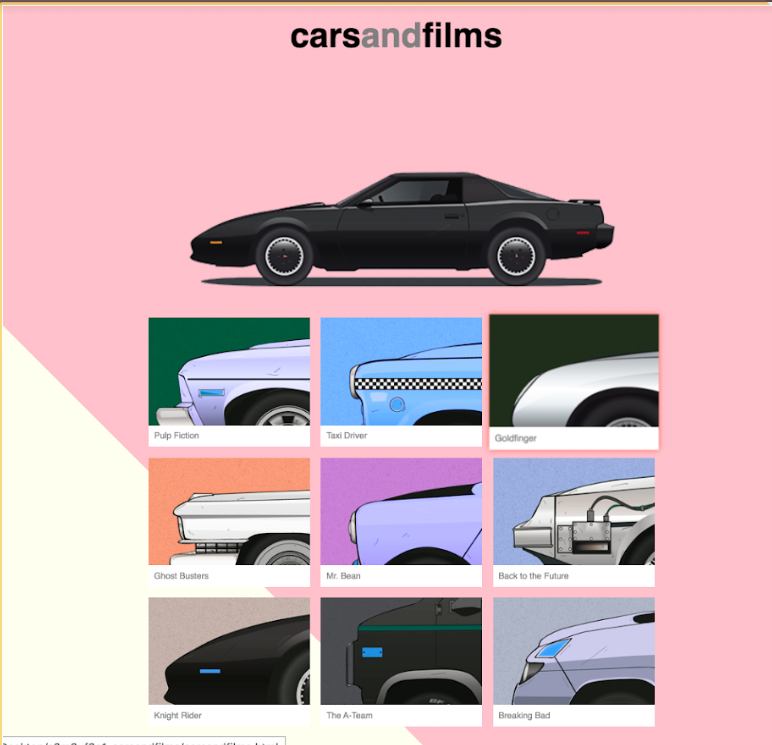 carsandfilms
Pulp Fiction
Taxi Driver
Goldfinger
Ghost Busters
Mr. Bean
Back to the Future
Knight Rider
The A-Team
Breaking Bad